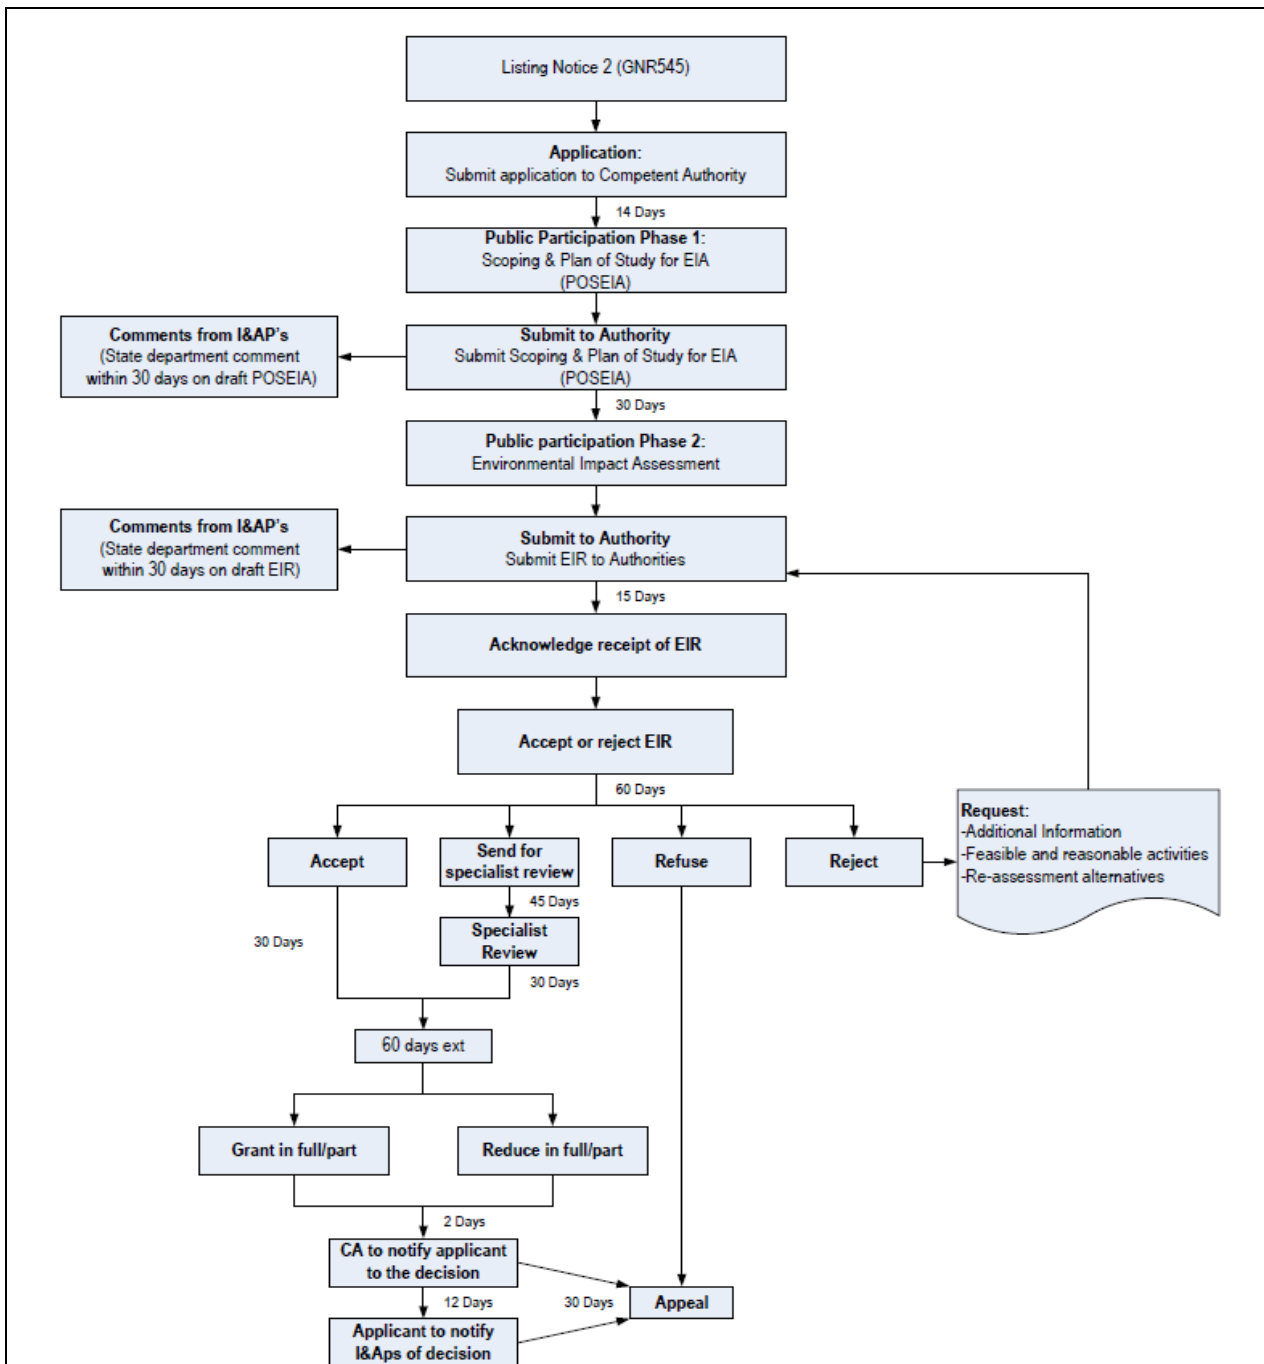 Listing Notice 2 (GNR545)
Application:
Submit application to Competent Authority
14 Days
Public Participation Phase 1:
Scoping & Plan of Study for EIA
(POSEIA)
Comments from I&AP's
(State department comment
within 30 days on draft POSEIA)
Submit to Authority
Submit Scoping & Plan of Study for EIA
(POSEIA)
30 Days
Public participation Phase 2:
Environmental Impact Assessment
Comments from I&AP's
(State department comment
within 30 days on draft EIR)
Submit to Authority
Submit EIR to Authorities
15 Days
Acknowledge receipt of EIR
Accept or reject EIR
60 Days
Accept
Send for
specialist review
Refuse
Reject
Request:
-Additional Information
-Feasible and reasonable activities
-Re-assessment alternatives
45 Days
Specialist
Review
30 Days
30 Days
60 days ext
Grant in full/part
Reduce in full/part
2 Days
CA to notify applicant
to the decision
12 Days
30 Days
Appeal
Applicant to notify
I&Aps of decision